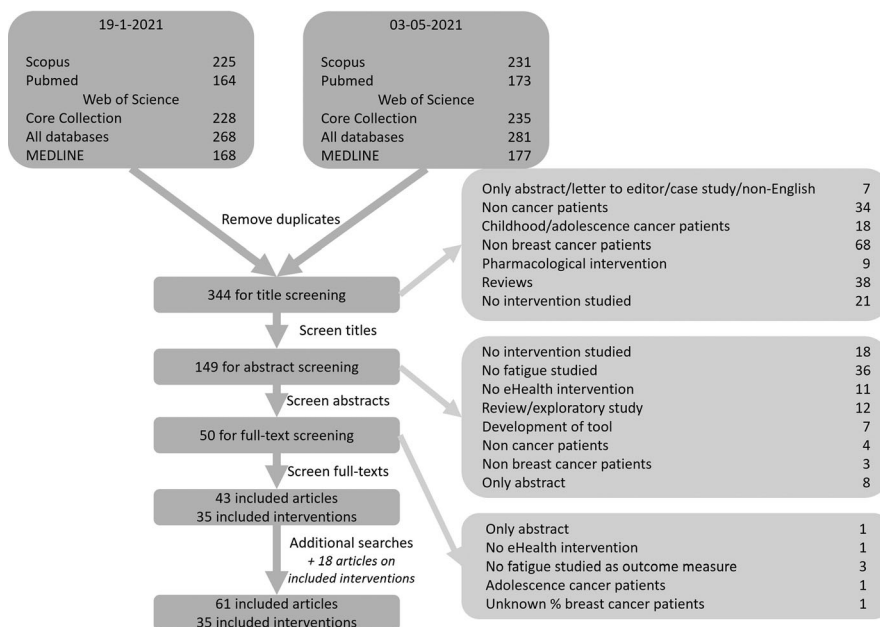 19-1-2021
Scopus 225
Pubmed 164
Web of Science
Core Collection 228
All databases 268
MEDLINE 168
03-05-2021
Scopus 231
Pubmed 173
Web of Science
Core Collection 235
All databases 281
MEDLINE 177
Remove duplicates
344 for title screening
Only abstract/letter to editor/case study/non-English 7
Non cancer patients 34
Childhood/adolescence cancer patients 18
Non breast cancer patients 68
Pharmacological intervention 9
Reviews 38
No intervention studied 21
Screen titles
149 for abstract screening
No intervention studied 18
No fatigue studied 36
No eHealth intervention 11
Review/exploratory study 12
Development of tool 7
Non cancer patients 4
Non breast cancer patients 3
Only abstract 8
Screen abstracts
50 for full-text screening
Screen full-texts
Only abstract 1
No eHealth intervention 1
No fatigue studied as outcome measure 3
Adolescence cancer patients 1
Unknown % breast cancer patients 1
43 included articles
35 included interventions
Additional searches
+ 18 articles on
included interventions
61 included articles
35 included interventions